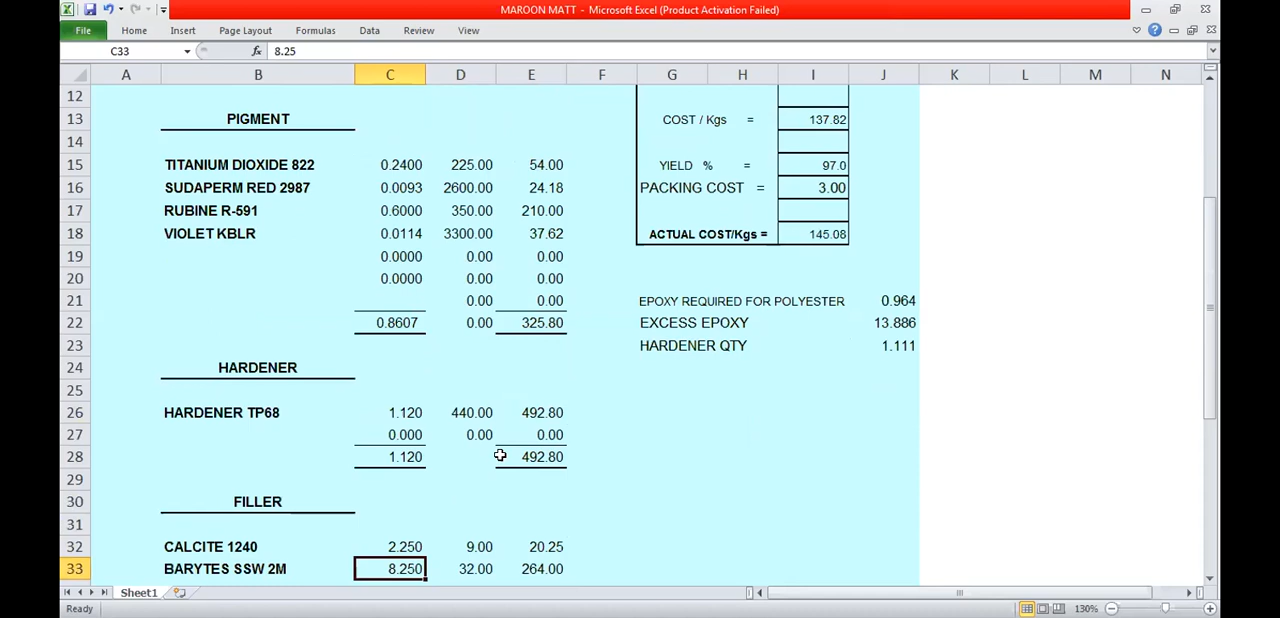 MAROON MATT - Microsoft Excel (Product Activation Failed)
File Home Insert Page Layout Formulas Data Review View
C33 fx 8.25
A B C D E F G H I J K L M N
12
13 PIGMENT COST / Kgs = 137.82
14
15 TITANIUM DIOXIDE 822 0.2400 225.00 54.00 YIELD % = 97.0
16 SUDAPERM RED 2987 0.0093 2600.00 24.18 PACKING COST = 3.00
17 RUBINE R-591 0.6000 350.00 210.00
18 VIOLET KBLR 0.0114 3300.00 37.62 ACTUAL COST/Kgs = 145.08
19 0.0000 0.00 0.00
20 0.0000 0.00 0.00
21 0.00 0.00 EPOXY REQUIRED FOR POLYESTER 0.964
22 0.8607 0.00 325.80 EXCESS EPOXY 13.886
23 HARDENER QTY 1.111
24 HARDENER
25
26 HARDENER TP68 1.120 440.00 492.80
27 0.000 0.00 0.00
28 1.120 492.80
29
30 FILLER
31
32 CALCITE 1240 2.250 9.00 20.25
33 BARYTES SSW 2M 8.250 32.00 264.00
Sheet1
Ready 130%